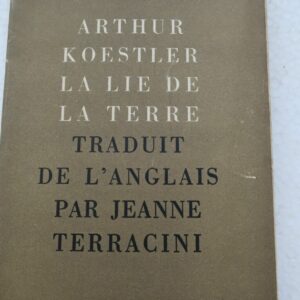 ARTHUR
KOESTLER
LA LIE DE
LA TERRE
TRADUIT
DE L'ANGLAIS
PAR JEANNE
TERRACINI